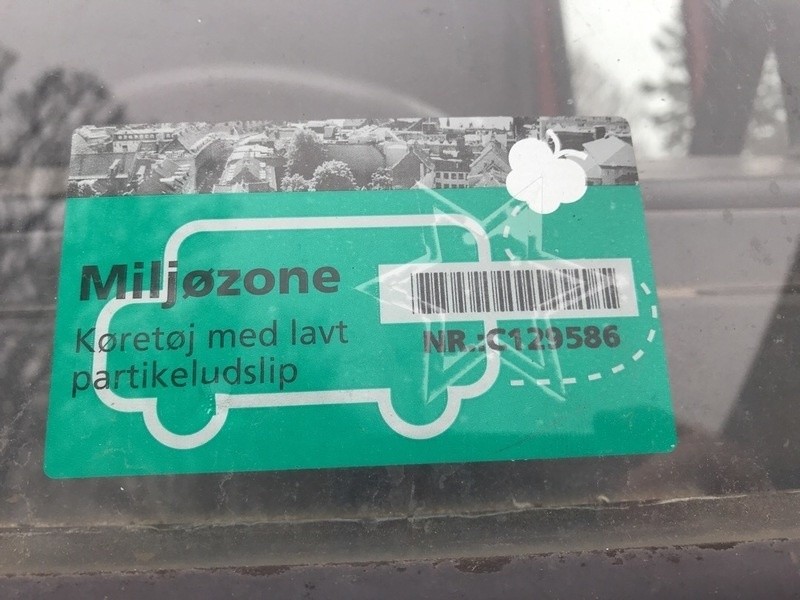 Miljøzone
Køretøj med lavt
partikeludslip
NR.:C129586